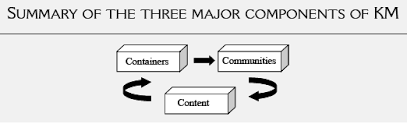 SUMMARY OF THE THREE MAJOR COMPONENTS OF KM
Containers
Communities
Content